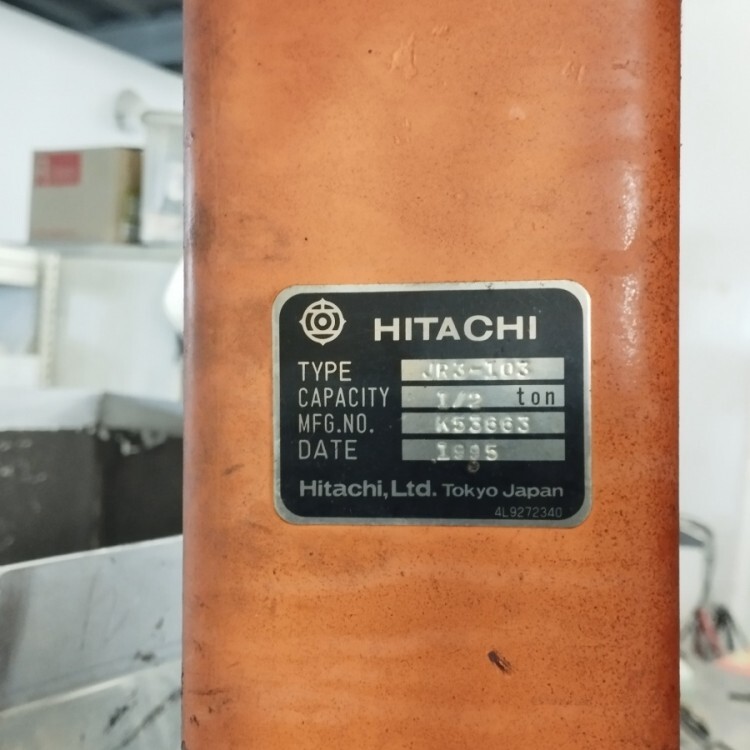 HITACHI
TYPE JR3-103
CAPACITY 1/2 ton
MFG.NO. K53663
DATE 1995
Hitachi, Ltd. Tokyo Japan
4L9272340